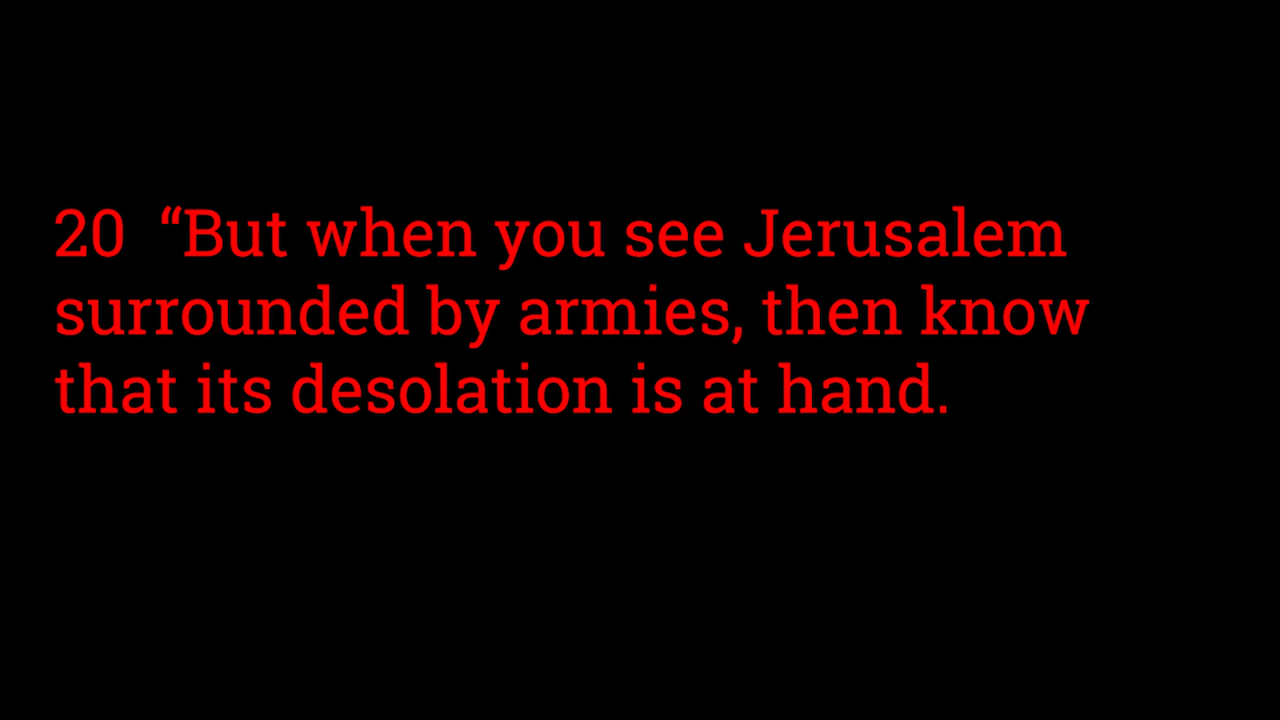 20 “But when you see Jerusalem
surrounded by armies, then know
that its desolation is at hand.